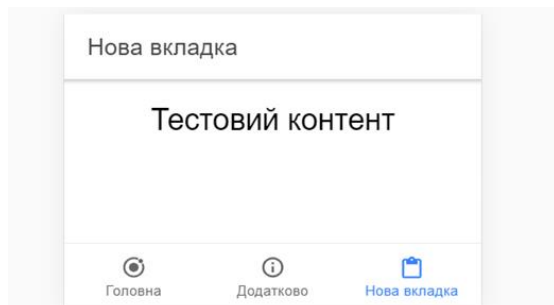 Нова вкладка
Тестовий контент
Головна
Додатково
Нова вкладка